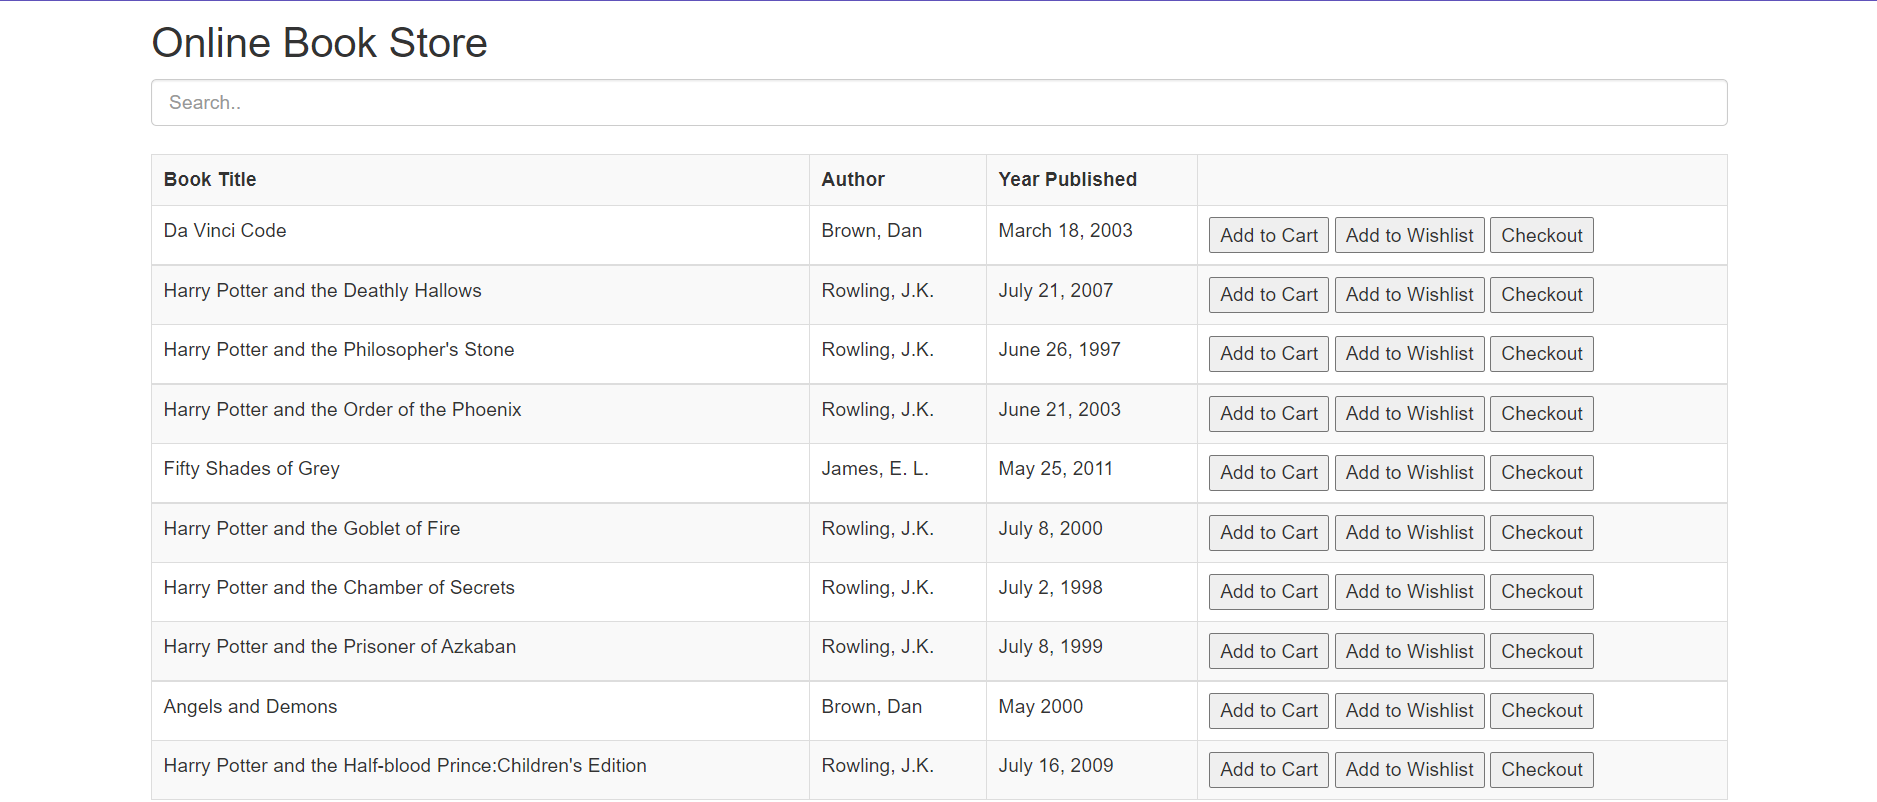 Online Book Store
Search..
Book Title Author Year Published
Da Vinci Code Brown, Dan March 18, 2003 Add to Cart Add to Wishlist Checkout
Harry Potter and the Deathly Hallows Rowling, J.K. July 21, 2007 Add to Cart Add to Wishlist Checkout
Harry Potter and the Philosopher's Stone Rowling, J.K. June 26, 1997 Add to Cart Add to Wishlist Checkout
Harry Potter and the Order of the Phoenix Rowling, J.K. June 21, 2003 Add to Cart Add to Wishlist Checkout
Fifty Shades of Grey James, E. L. May 25, 2011 Add to Cart Add to Wishlist Checkout
Harry Potter and the Goblet of Fire Rowling, J.K. July 8, 2000 Add to Cart Add to Wishlist Checkout
Harry Potter and the Chamber of Secrets Rowling, J.K. July 2, 1998 Add to Cart Add to Wishlist Checkout
Harry Potter and the Prisoner of Azkaban Rowling, J.K. July 8, 1999 Add to Cart Add to Wishlist Checkout
Angels and Demons Brown, Dan May 2000 Add to Cart Add to Wishlist Checkout
Harry Potter and the Half-blood Prince:Children's Edition Rowling, J.K. July 16, 2009 Add to Cart Add to Wishlist Checkout